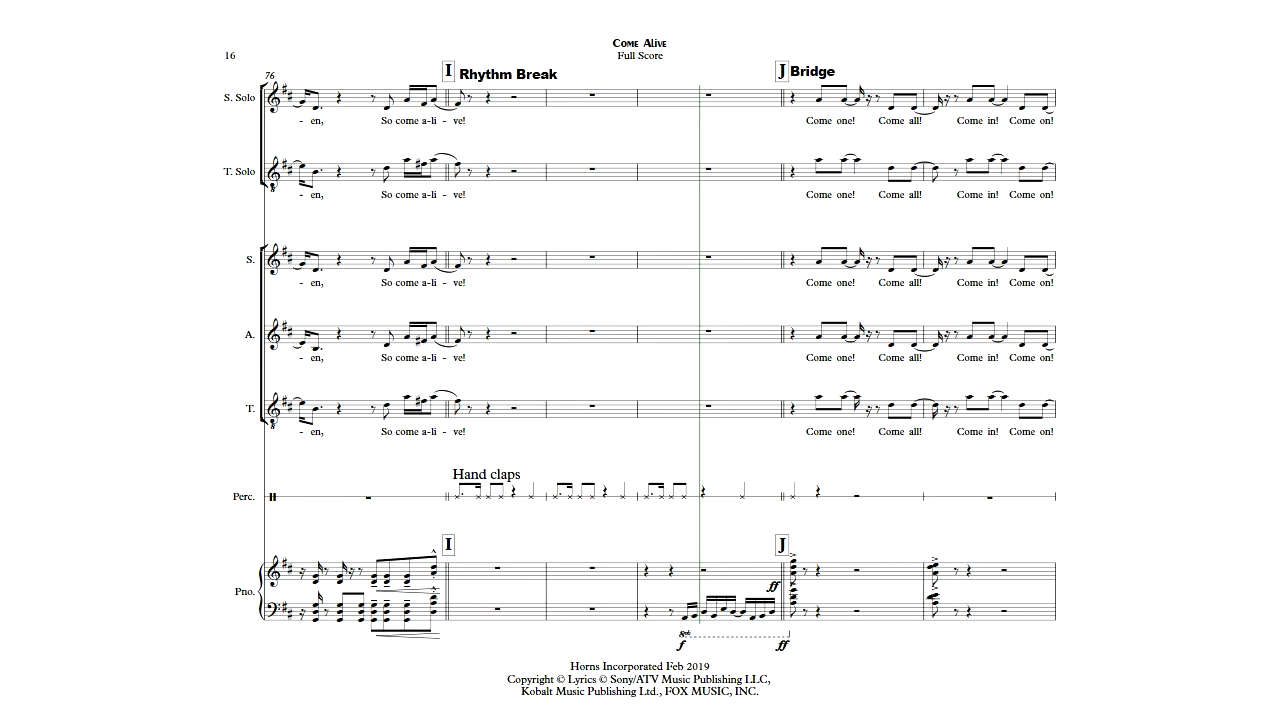 Come Alive
16
Full Score
76
I Rhythm Break
J Bridge
S. Solo
- en, So come a-li - ve! Come one! Come all! Come in! Come on!
T. Solo
- en, So come a-li - ve! Come one! Come all! Come in! Come on!
S.
- en, So come a-li - ve! Come one! Come all! Come in! Come on!
A.
- en, So come a-li - ve! Come one! Come all! Come in! Come on!
T.
- en, So come a-li - ve! Come one! Come all! Come in! Come on!
Hand claps
Perc.
I J
Pno.
ff
8vb
f ff
Horns Incorporated Feb 2019
Copyright © Lyrics © Sony/ATV Music Publishing LLC,
Kobalt Music Publishing Ltd., FOX MUSIC, INC.